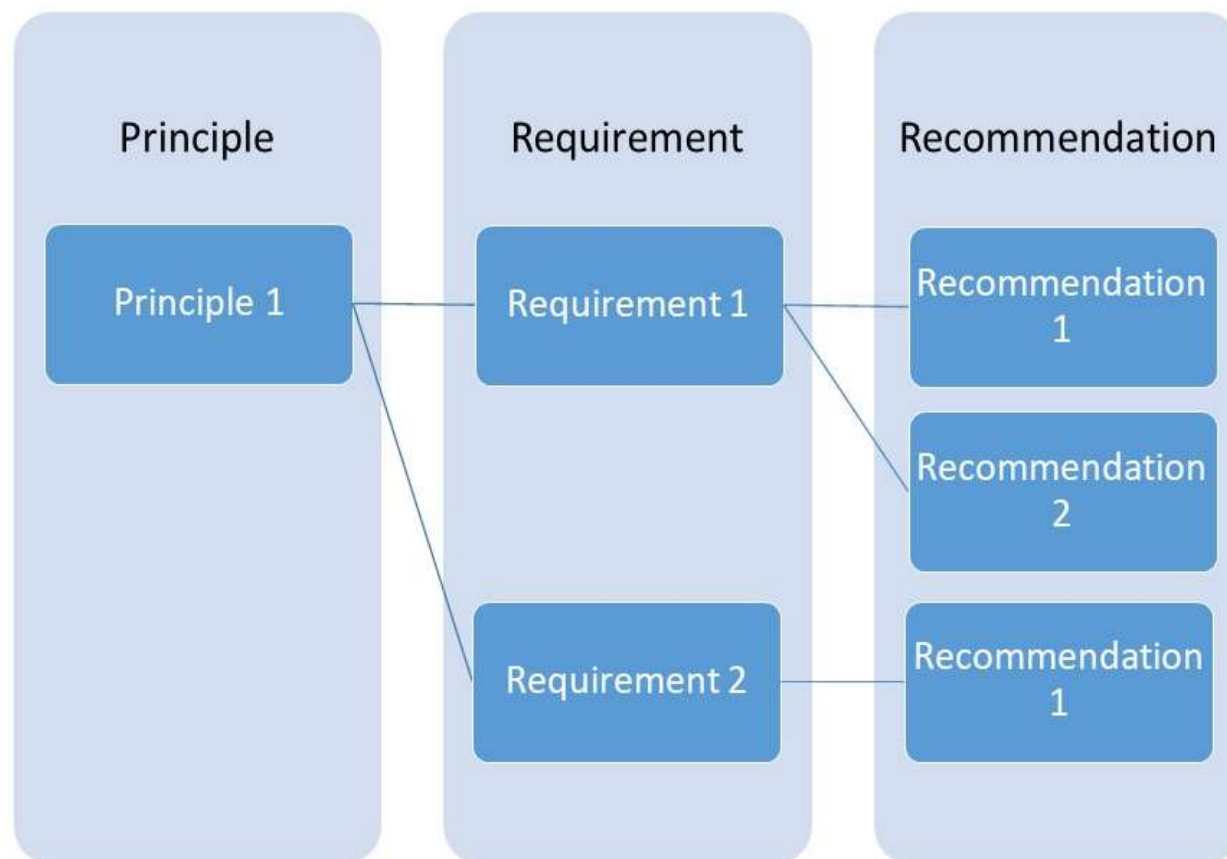 Principle
Requirement
Recommendation
Principle 1
Requirement 1
Recommendation
1
Recommendation
2
Requirement 2
Recommendation
1